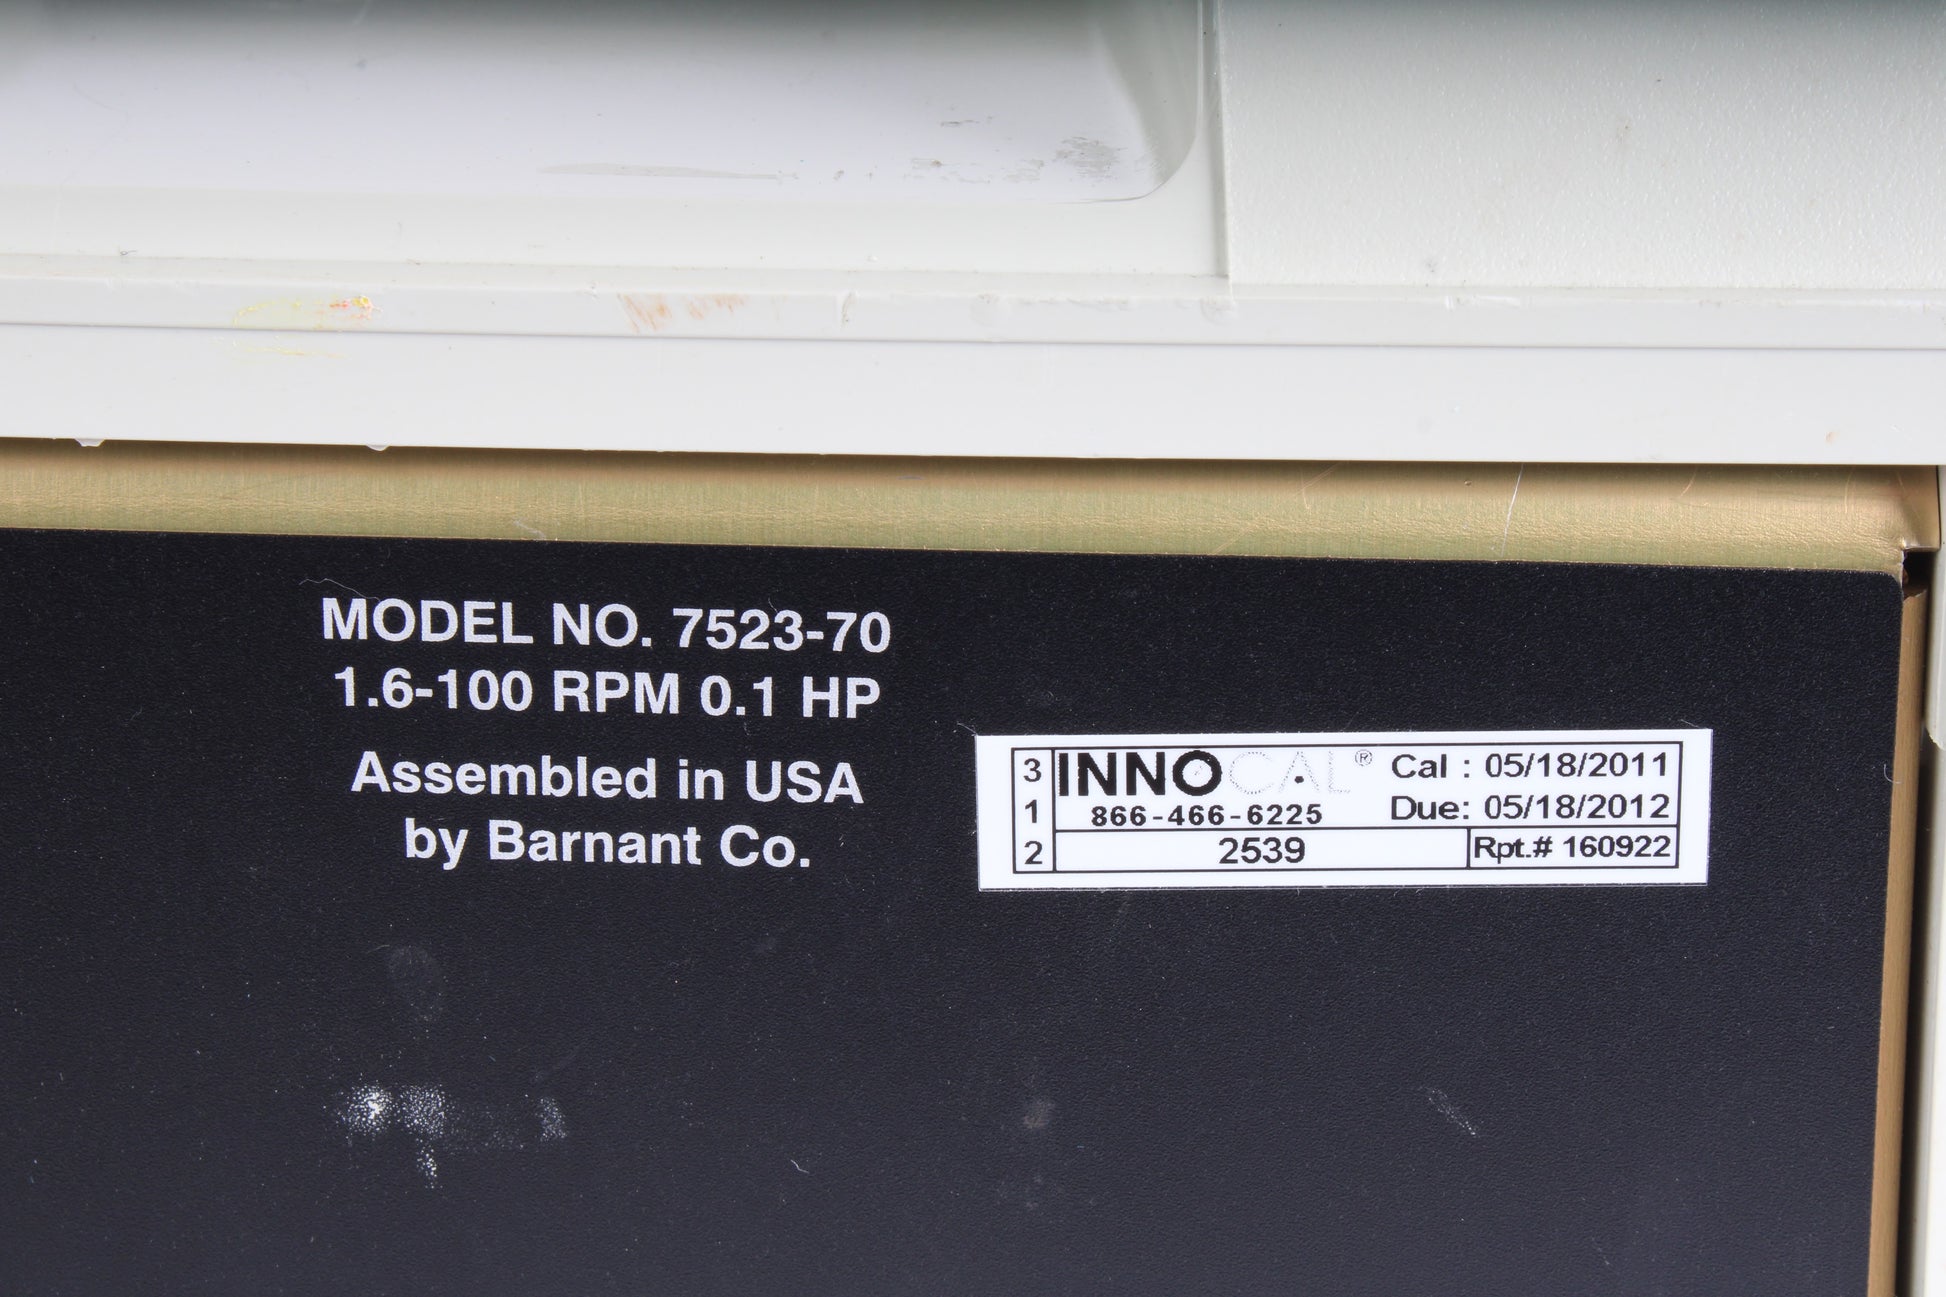 MODEL NO. 7523-70
1.6-100 RPM 0.1 HP
Assembled in USA
by Barnant Co.
3 INNOCAL® Cal : 05/18/2011
1 866-466-6225 Due: 05/18/2012
2 2539 Rpt.# 160922